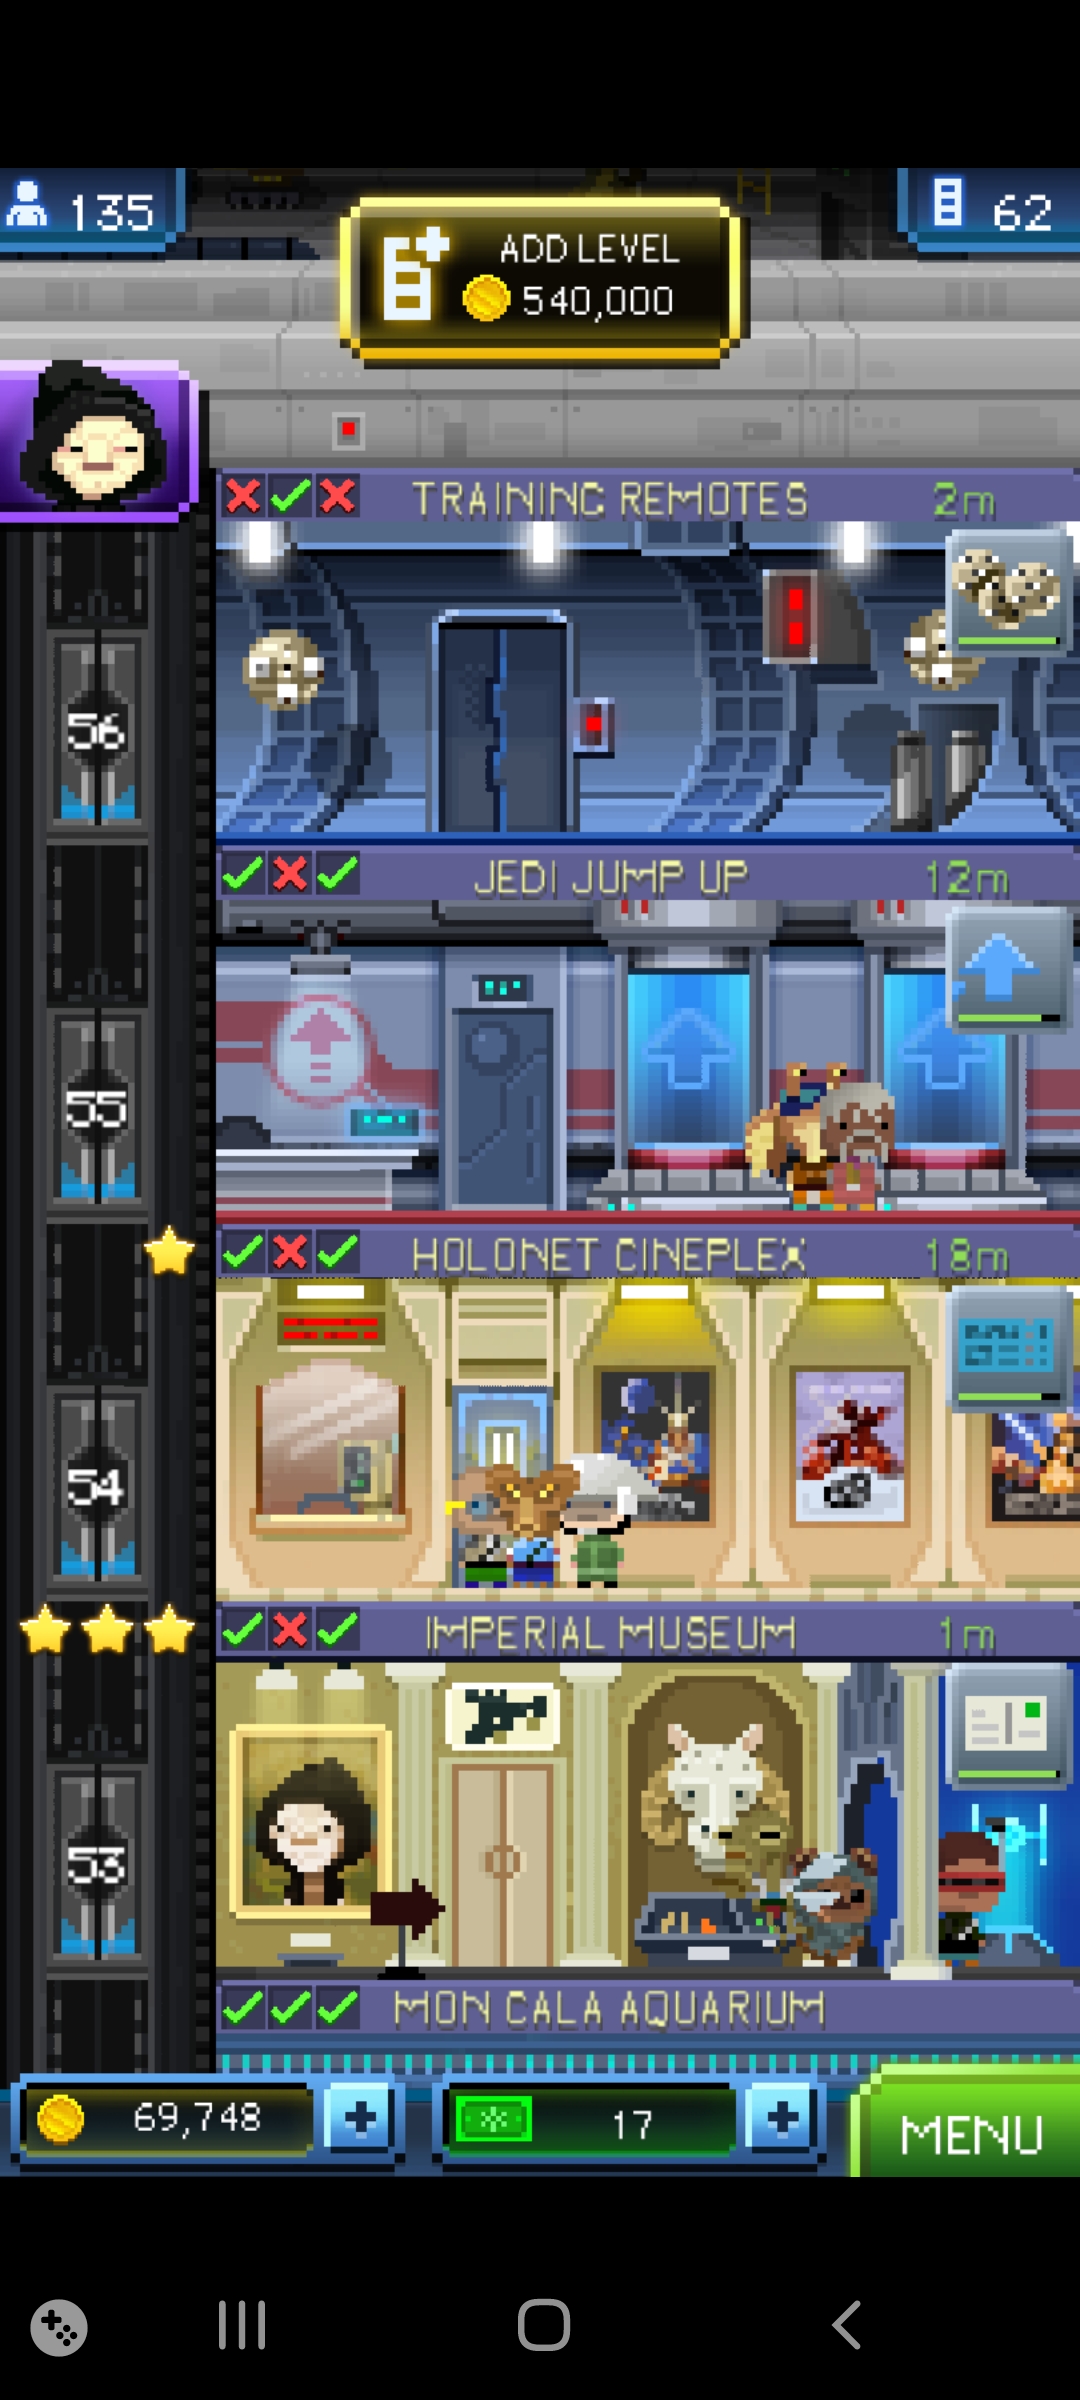 135
ADD LEVEL
540,000
62
TRAINING REMOTES 2m
56
JEDI JUMP UP 12m
55
HOLONET CINEPLEX 18m
54
IMPERIAL MUSEUM 1m
53
MON CALA AQUARIUM
69,748
17
MENU